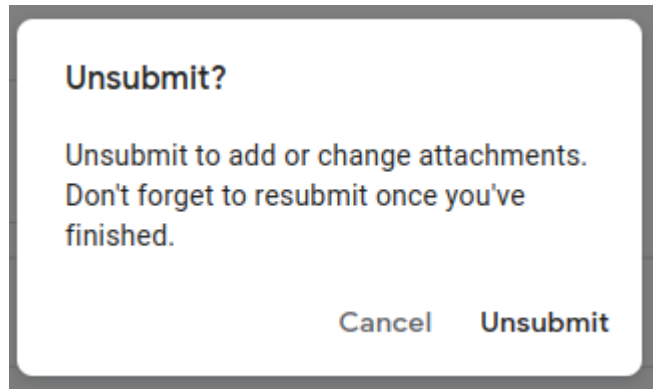 Unsubmit?
Unsubmit to add or change attachments.
Don't forget to resubmit once you've
finished.
Cancel Unsubmit